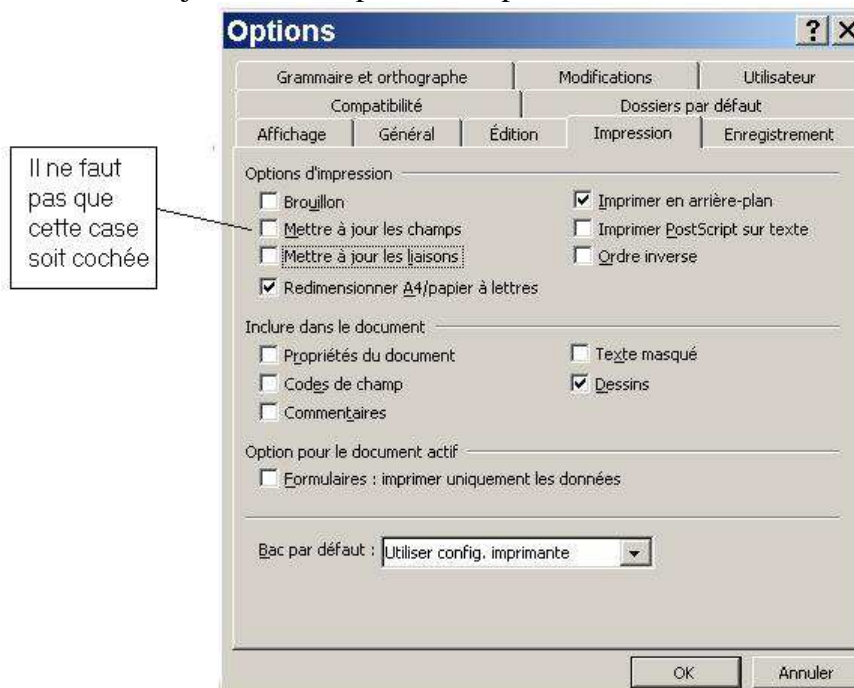 Options
Grammaire et orthographe Modifications Utilisateur
Compatibilité Dossiers par défaut
Affichage Général Édition Impression Enregistrement
Il ne faut
pas que
cette case
soit cochée
Options d'impression
Brouillon Imprimer en arrière-plan
Mettre à jour les champs Imprimer PostScript sur texte
Mettre à jour les liaisons Ordre inverse
Redimensionner A4/papier à lettres
Inclure dans le document
Propriétés du document Texte masqué
Codes de champ Dessins
Commentaires
Option pour le document actif
Formulaires : imprimer uniquement les données
Bac par défaut : Utiliser config. imprimante
OK Annuler